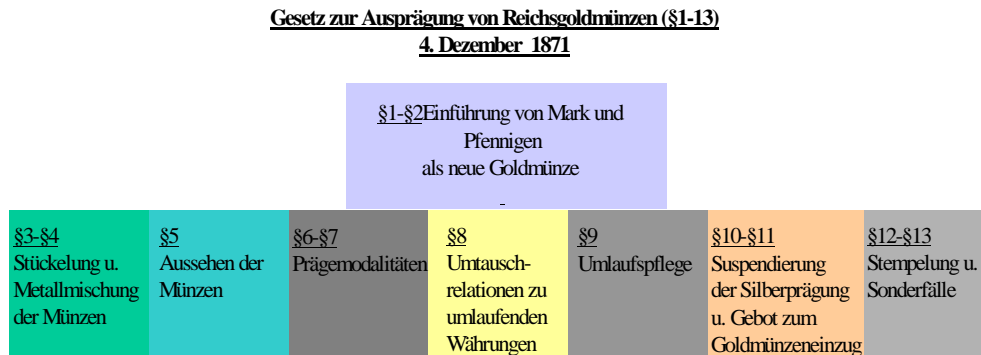 Gesetz zur Ausprägung von Reichsgoldmünzen (§1-13)
4. Dezember 1871
§1-§2Einführung von Mark und
Pfennigen
als neue Goldmünze
§3-§4
Stückelung u.
Metallmischung
der Münzen
§5
Aussehen der
Münzen
§6-§7
Prägemodalitäten
§8
Umtausch-
relationen zu
umlaufenden
Währungen
§9
Umlaufspflege
§10-§11
Suspendierung
der Silberprägung
u. Gebot zum
Goldmünzeneinzug
§12-§13
Stempelung u.
Sonderfälle